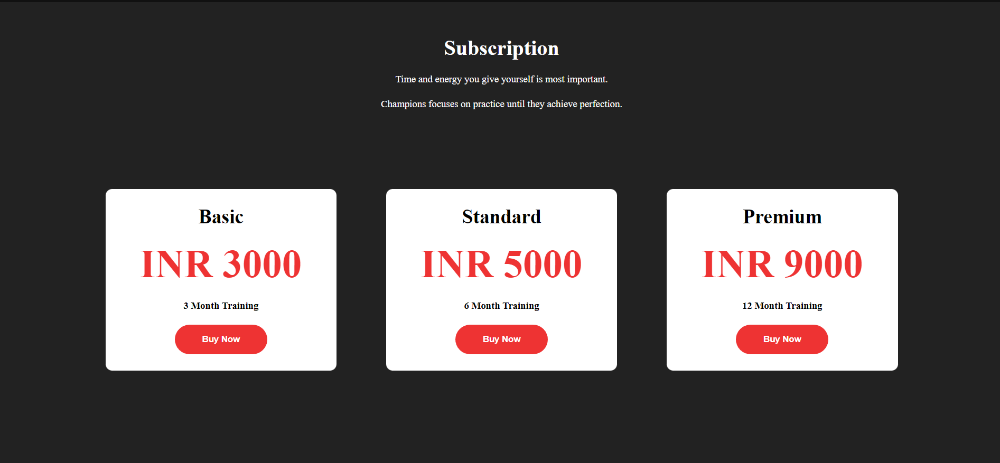 Subscription
Time and energy you give yourself is most important.
Champions focuses on practice until they achieve perfection.
Basic
INR 3000
3 Month Training
Buy Now
Standard
INR 5000
6 Month Training
Buy Now
Premium
INR 9000
12 Month Training
Buy Now